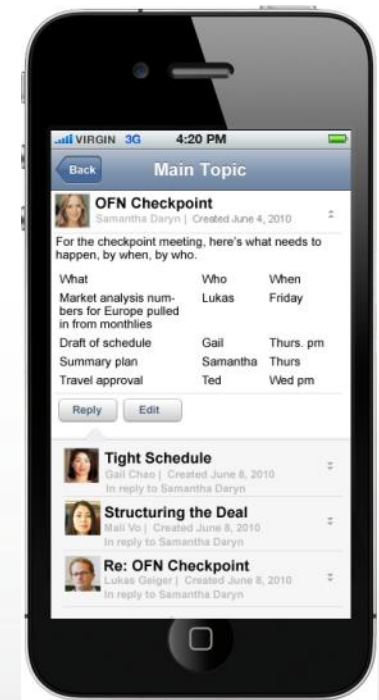 VIRGIN 3G 4:20 PM
Back Main Topic
OFN Checkpoint
Samantha Daryn | Created June 4, 2010
For the checkpoint meeting, here's what needs to
happen, by when, by who.
What Who When
Market analysis num- Lukas Friday
bers for Europe pulled
in from monthlies
Draft of schedule Gail Thurs. pm
Summary plan Samantha Thurs
Travel approval Ted Wed pm
Reply Edit
Tight Schedule
Gail Chao | Created June 8, 2010
In reply to Samantha Daryn
Structuring the Deal
Mali Vo | Created June 8, 2010
In reply to Samantha Daryn
Re: OFN Checkpoint
Lukas Geiger | Created June 8, 2010
In reply to Samantha Daryn